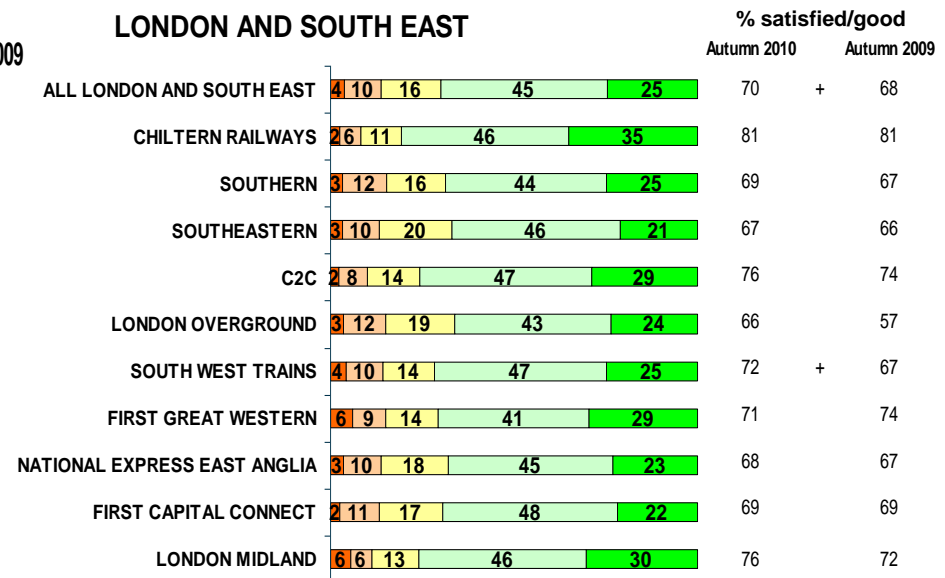 LONDON AND SOUTH EAST
% satisfied/good
009
Autumn 2010 Autumn 2009
ALL LONDON AND SOUTH EAST 4 10 16 45 25 70 + 68
CHILTERN RAILWAYS 2 6 11 46 35 81 81
SOUTHERN 3 12 16 44 25 69 67
SOUTHEASTERN 3 10 20 46 21 67 66
C2C 2 8 14 47 29 76 74
LONDON OVERGROUND 3 12 19 43 24 66 57
SOUTH WEST TRAINS 4 10 14 47 25 72 + 67
FIRST GREAT WESTERN 6 9 14 41 29 71 74
NATIONAL EXPRESS EAST ANGLIA 3 10 18 45 23 68 67
FIRST CAPITAL CONNECT 2 11 17 48 22 69 69
LONDON MIDLAND 6 6 13 46 30 76 72